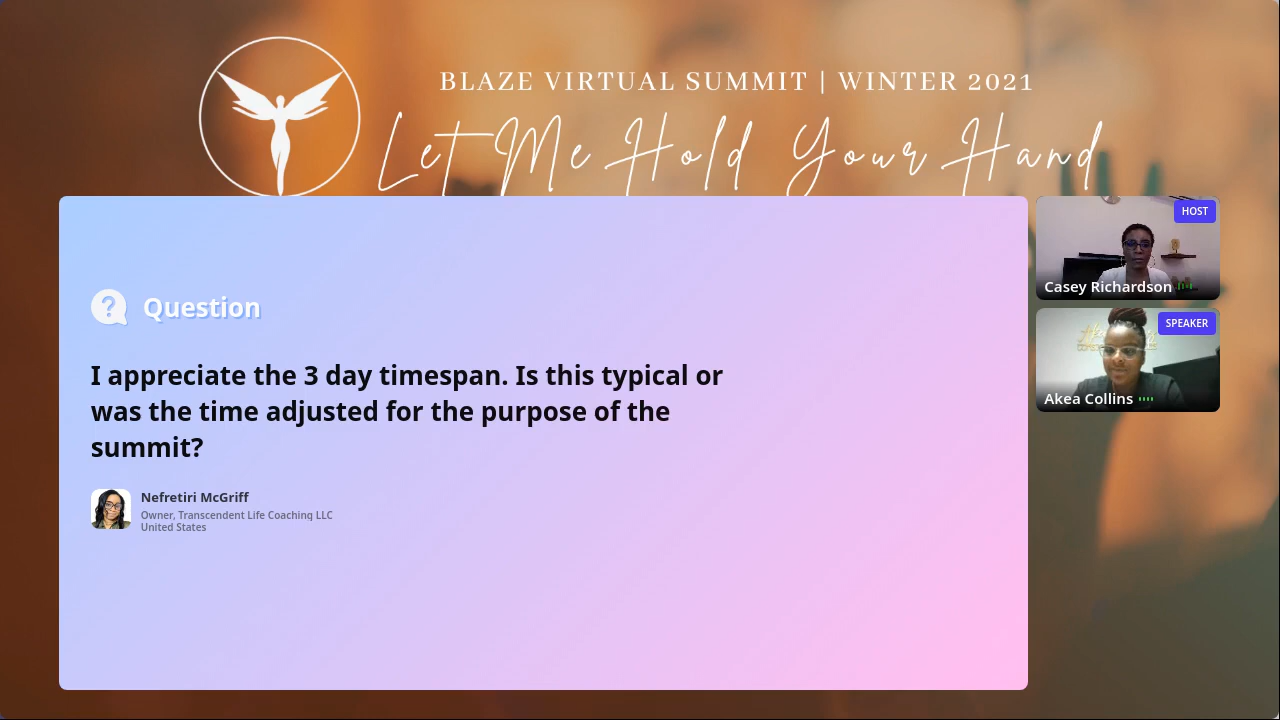 BLAZE VIRTUAL SUMMIT | WINTER 2021
Let Me Hold Your Hand
Question
I appreciate the 3 day timespan. Is this typical or
was the time adjusted for the purpose of the
summit?
Nefretiri McGriff
Owner, Transcendent Life Coaching LLC
United States
HOST
Casey Richardson
SPEAKER
Akea Collins